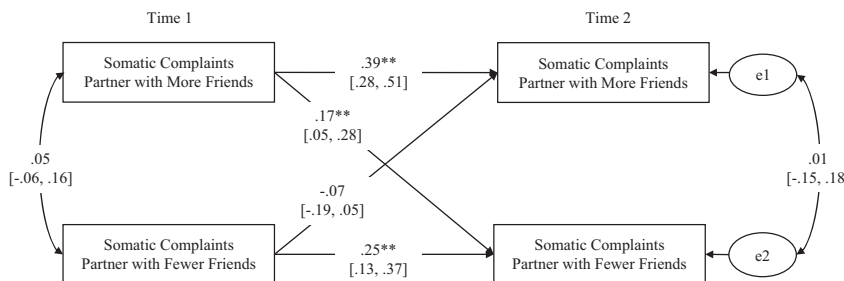 Time 1
Time 2
Somatic Complaints
Partner with More Friends
.39**
[.28, .51]
Somatic Complaints
Partner with More Friends
e1
.17**
[.05, .28]
.05
[-.06, .16]
.01
[-.15, .18
-.07
[-.19, .05]
Somatic Complaints
Partner with Fewer Friends
.25**
[.13, .37]
Somatic Complaints
Partner with Fewer Friends
e2